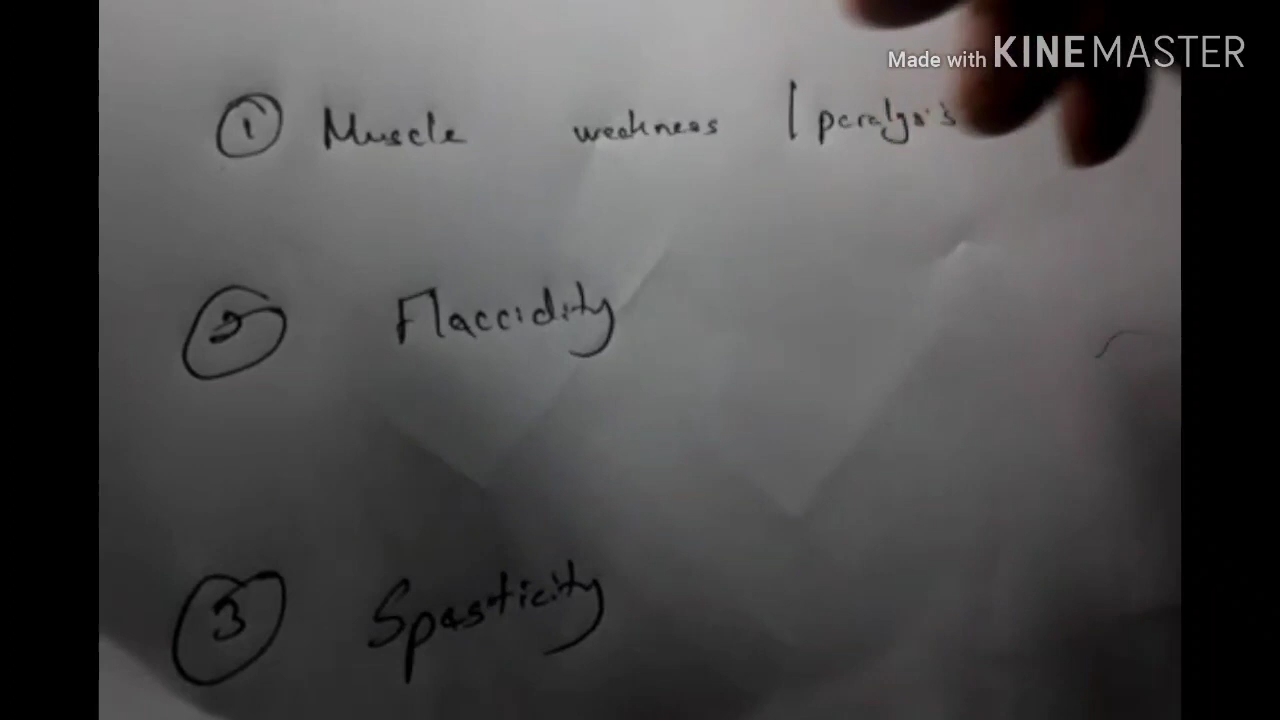 Made with KINEMASTER
① Muscle weakness / paralysis
② Flaccidity
③ Spasticity